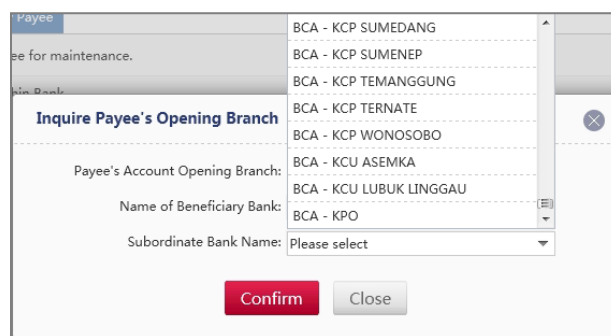 Payee
ee for maintenance.
hin Bank
Inquire Payee's Opening Branch
Payee's Account Opening Branch:
Name of Beneficiary Bank:
Subordinate Bank Name:
BCA - KCP SUMEDANG
BCA - KCP SUMENEP
BCA - KCP TEMANGGUNG
BCA - KCP TERNATE
BCA - KCP WONOSOBO
BCA - KCU ASEMKA
BCA - KCU LUBUK LINGGAU
BCA - KPO
Please select
Confirm
Close